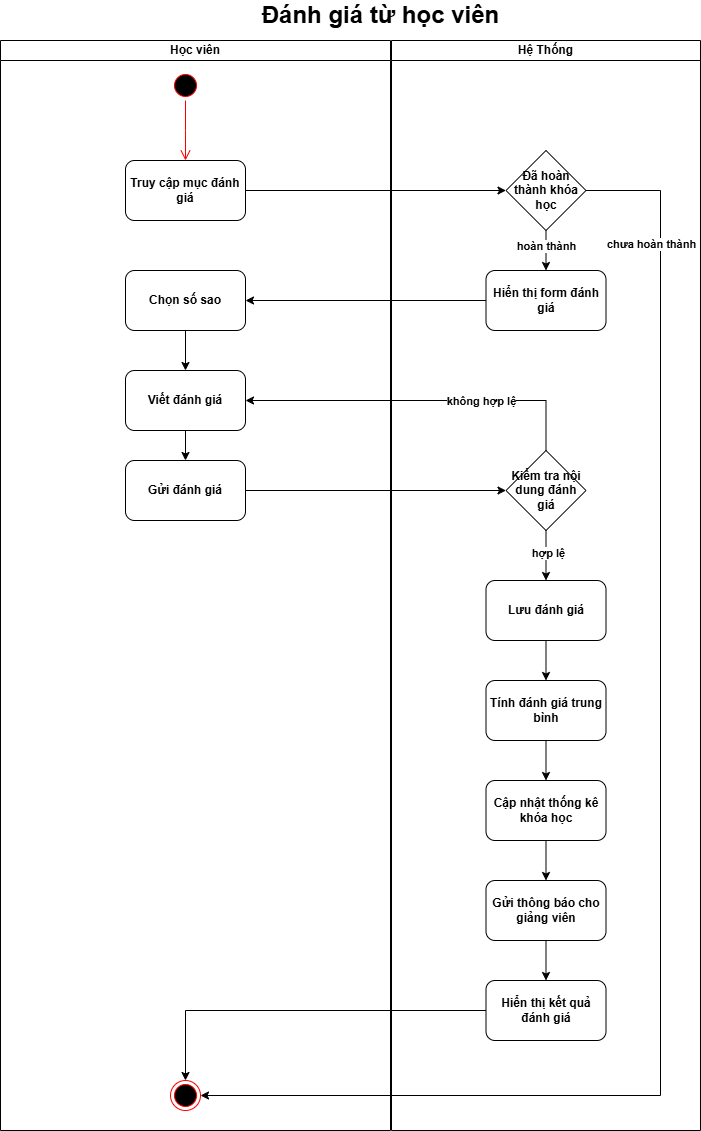 Đánh giá từ học viên
Học viên
Hệ Thống
Truy cập mục đánh
giá
Đã hoàn
thành khóa
học
hoàn thành
chưa hoàn thành
Hiển thị form đánh
giá
Chọn số sao
Viết đánh giá
không hợp lệ
Gửi đánh giá
Kiểm tra nội
dung đánh
giá
hợp lệ
Lưu đánh giá
Tính đánh giá trung
bình
Cập nhật thống kê
khóa học
Gửi thông báo cho
giảng viên
Hiển thị kết quả
đánh giá